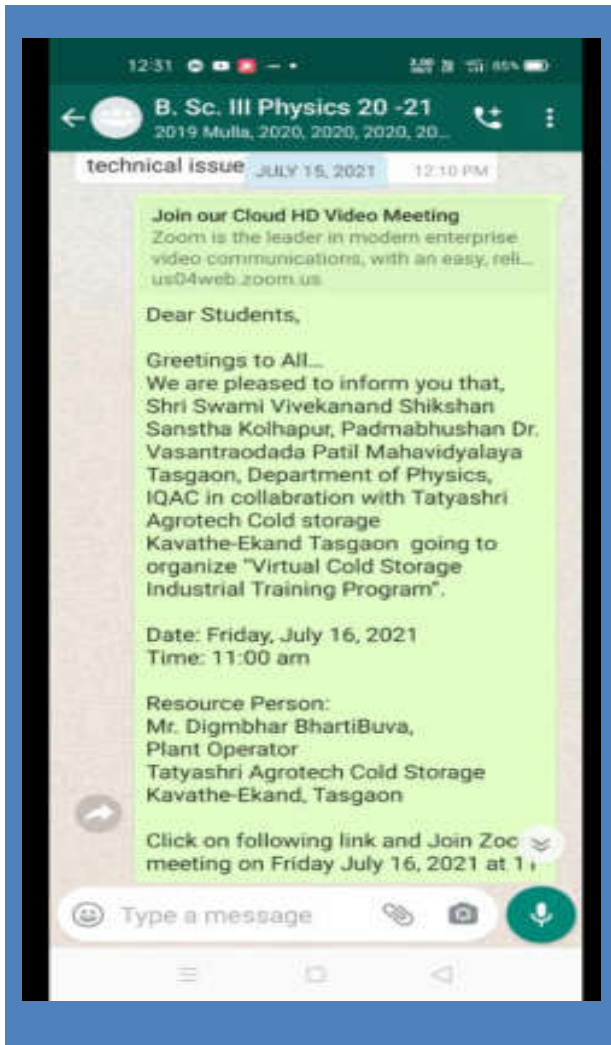 12:31
85%
B. Sc. III Physics 20 -21
2019 Mulla, 2020, 2020, 2020, 20...
technical issue
JULY 15, 2021
12:10 PM
Join our Cloud HD Video Meeting
Zoom is the leader in modern enterprise
video communications, with an easy, reli...
us04web.zoom.us
Dear Students,
Greetings to All...
We are pleased to inform you that,
Shri Swami Vivekanand Shikshan
Sanstha Kolhapur, Padmabhushan Dr.
Vasantraodada Patil Mahavidyalaya
Tasgaon, Department of Physics,
IQAC in collabration with Tatyashri
Agrotech Cold storage
Kavathe-Ekand Tasgaon going to
organize "Virtual Cold Storage
Industrial Training Program".
Date: Friday, July 16, 2021
Time: 11:00 am
Resource Person:
Mr. Digmbhar BhartiBuva,
Plant Operator
Tatyashri Agrotech Cold Storage
Kavathe-Ekand, Tasgaon
Click on following link and Join Zoo
meeting on Friday July 16, 2021 at 11
Type a message